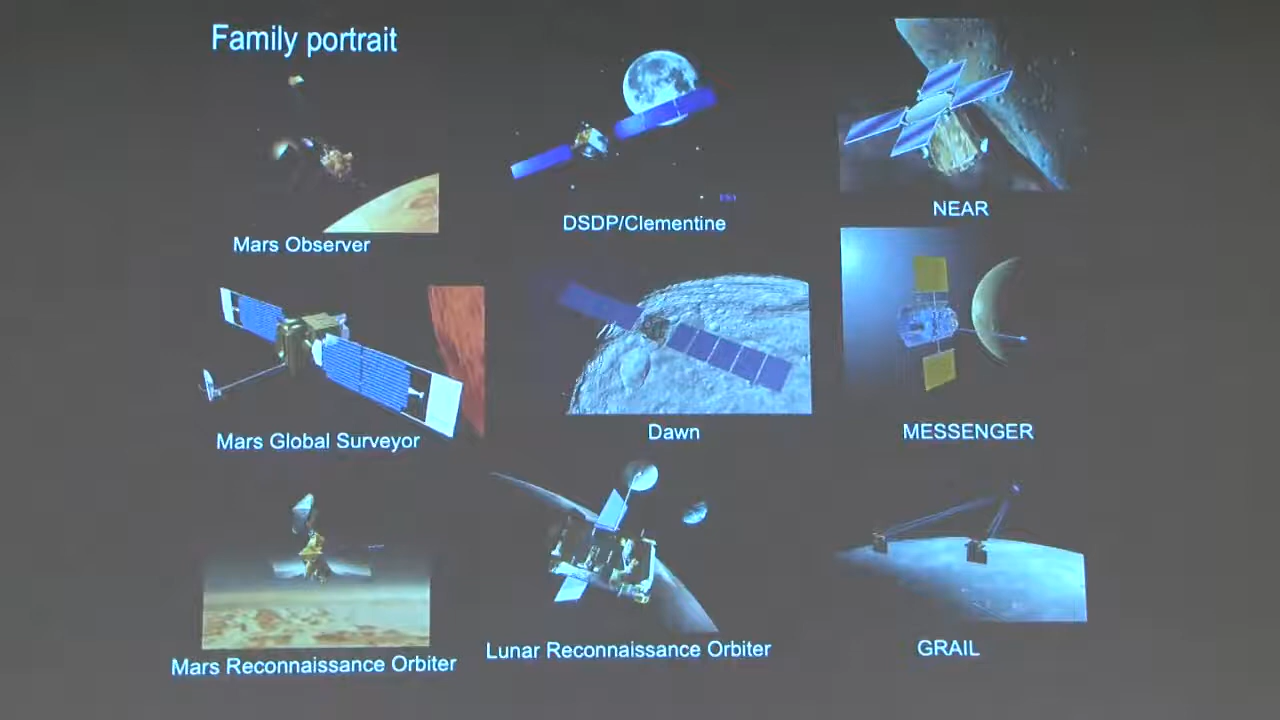 Family portrait
Mars Observer
DSDP/Clementine
NEAR
Mars Global Surveyor
Dawn
MESSENGER
Mars Reconnaissance Orbiter
Lunar Reconnaissance Orbiter
GRAIL